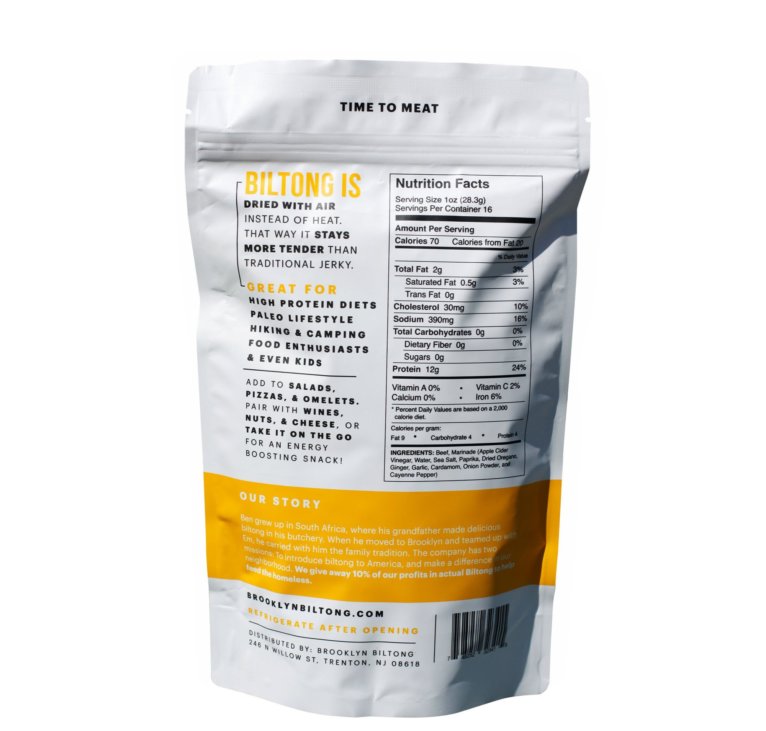 TIME TO MEAT
BILTONG IS
DRIED WITH AIR
INSTEAD OF HEAT.
THAT WAY IT STAYS
MORE TENDER THAN
TRADITIONAL JERKY.
GREAT FOR
HIGH PROTEIN DIETS
PALEO LIFESTYLE
HIKING & CAMPING
FOOD ENTHUSIASTS
& EVEN KIDS
ADD TO SALADS,
PIZZAS, & OMELETS.
PAIR WITH WINES,
NUTS, & CHEESE, OR
TAKE IT ON THE GO
FOR AN ENERGY
BOOSTING SNACK!
Nutrition Facts
Serving Size 1oz (28.3g)
Servings Per Container 16
Amount Per Serving
Calories 70 Calories from Fat 20
% Daily Value
Total Fat 2g 3%
Saturated Fat 0.5g 3%
Trans Fat 0g
Cholesterol 30mg 10%
Sodium 390mg 16%
Total Carbohydrates 0g 0%
Dietary Fiber 0g 0%
Sugars 0g
Protein 12g 24%
Vitamin A 0% • Vitamin C 2%
Calcium 0% • Iron 6%
* Percent Daily Values are based on a 2,000
calorie diet.
Calories per gram:
Fat 9 * Carbohydrate 4 * Protein 4
INGREDIENTS: Beef, Marinade (Apple Cider
Vinegar, Water, Sea Salt, Paprika, Dried Oregano,
Ginger, Garlic, Cardamom, Onion Powder, and
Cayenne Pepper)
OUR STORY
Ben grew up in South Africa, where his grandfather made delicious
biltong in his butchery. When he moved to Brooklyn and teamed up with
Em, he carried with him the family tradition. The company has two
missions: To introduce biltong to America, and make a difference in our
neighborhood. We give away 10% of our profits in actual Biltong to help
feed the homeless.
BROOKLYNBILTONG.COM
REFRIGERATE AFTER OPENING
DISTRIBUTED BY: BROOKLYN BILTONG
246 N WILLOW ST, TRENTON, NJ 08618